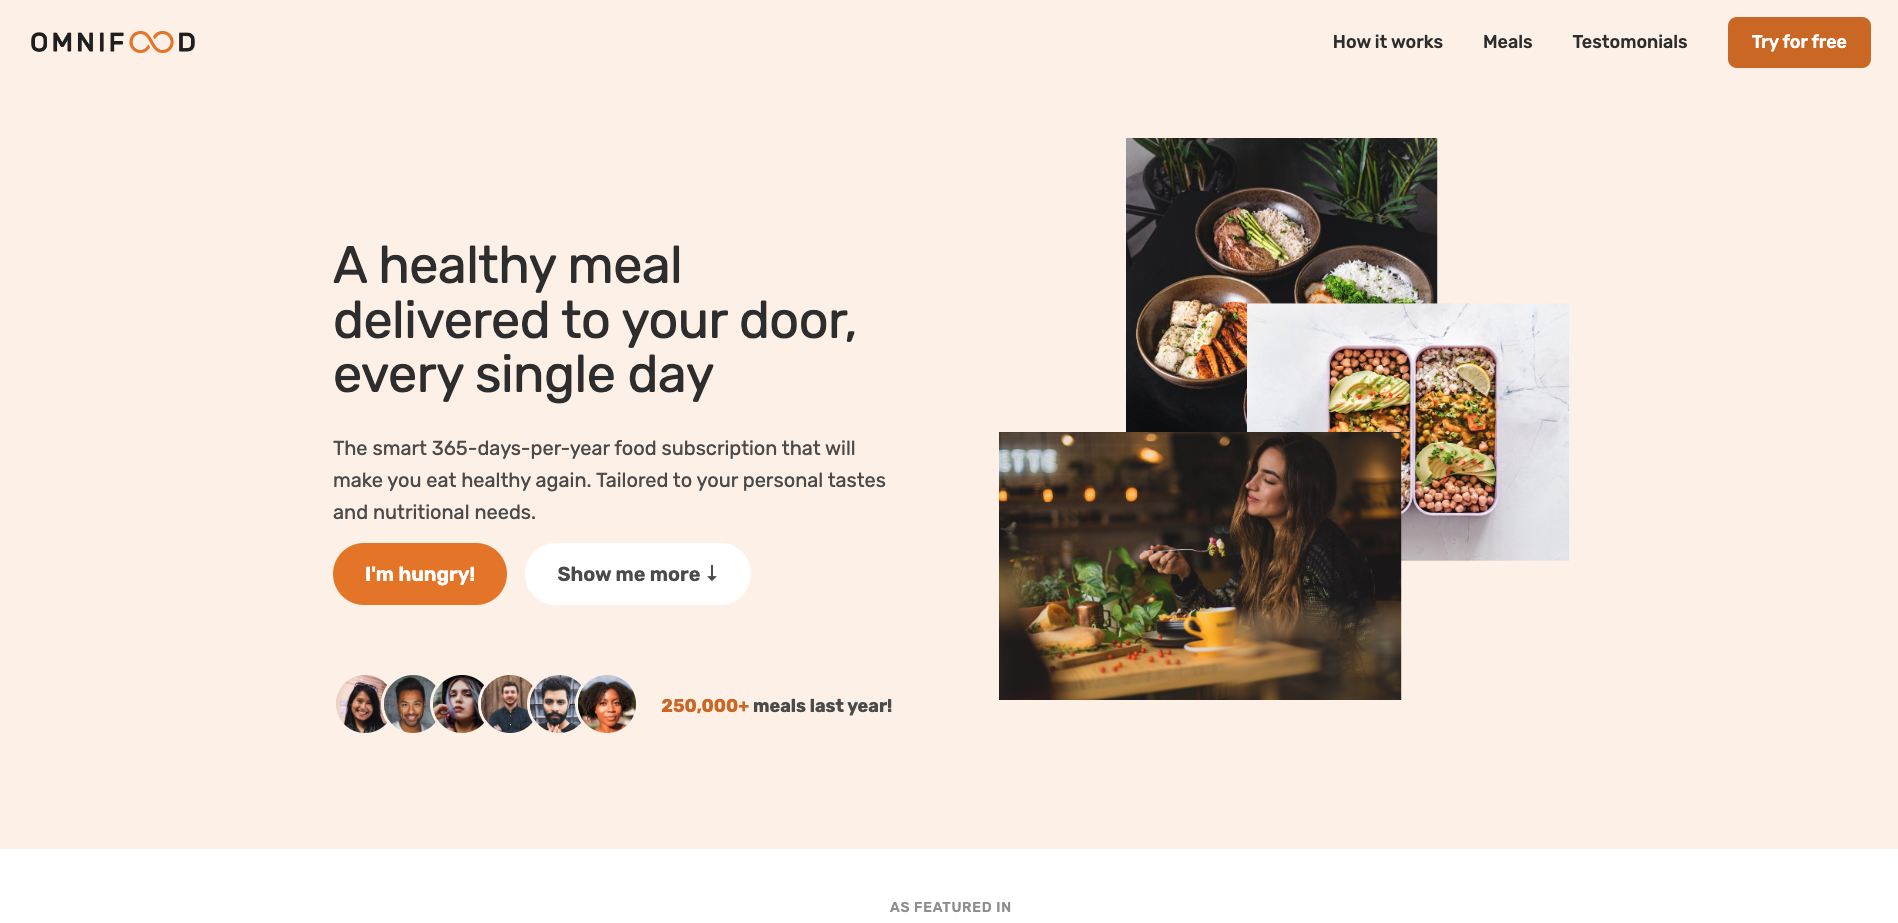 OMNIFOOD
How it works
Meals
Testomonials
Try for free
A healthy meal
delivered to your door,
every single day
The smart 365-days-per-year food subscription that will
make you eat healthy again. Tailored to your personal tastes
and nutritional needs.
I'm hungry!
Show me more ↓
250,000+ meals last year!
AS FEATURED IN